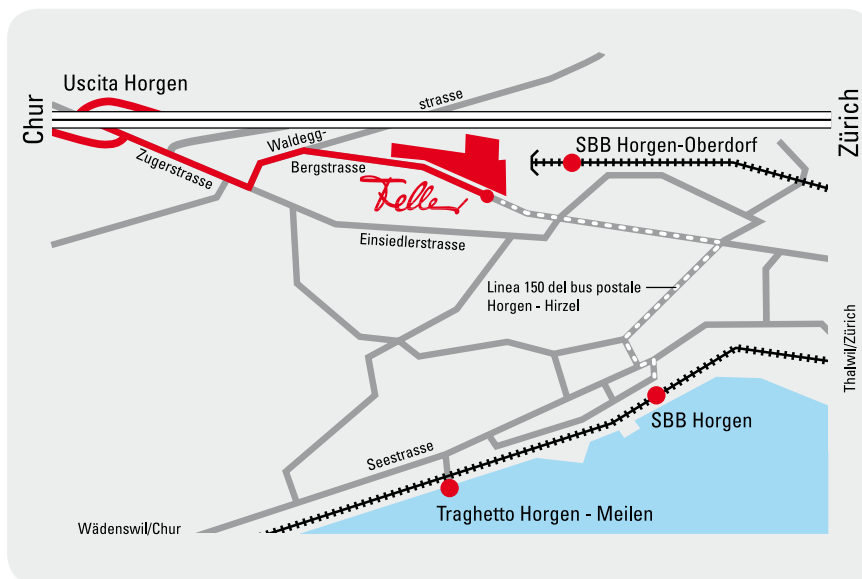 Uscita Horgen
Chur
Zürich
strasse
Waldegg-
SBB Horgen-Oberdorf
Zugerstrasse
Bergstrasse
Feller
Einsiedlerstrasse
Linea 150 del bus postale
Horgen - Hirzel
Thalwil/Zürich
SBB Horgen
Seestrasse
Traghetto Horgen - Meilen
Wädenswil/Chur